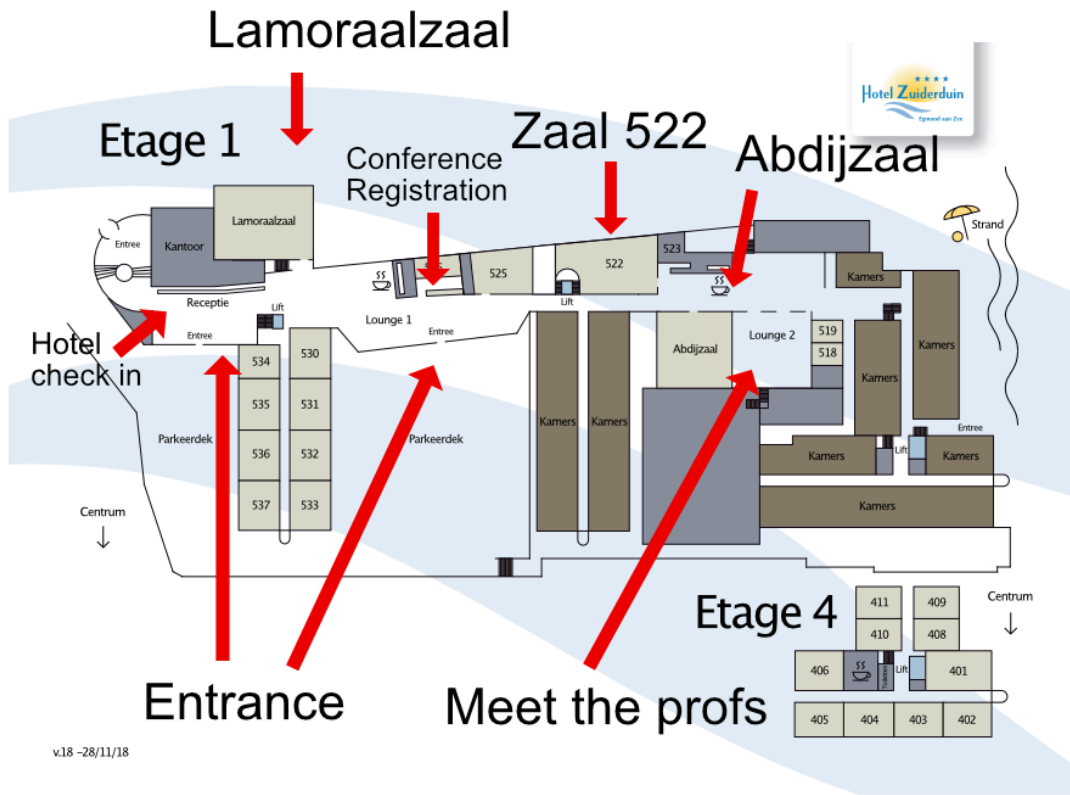 Lamoraalzaal
Hotel Zuiderduin
Egmond aan Zee
Etage 1
Zaal 522
Abdijzaal
Conference
Registration
Lamoraalzaal
Strand
Entree
Kantoor
523
525
522
Kamers
Receptie
Lift
Lift
Lounge 1
Entree
Hotel
check in
Entree
534
530
Abdijzaal
Lounge 2
519
518
Kamers
Kamers
535
531
Parkeerdek
Parkeerdek
Kamers
Kamers
Entree
536
532
Lift
Kamers
Kamers
537
533
Kamers
Centrum
Etage 4
411
409
Centrum
410
408
406
Lift
401
Toiletten
405
404
403
402
Entrance
Meet the profs
v.18 –28/11/18